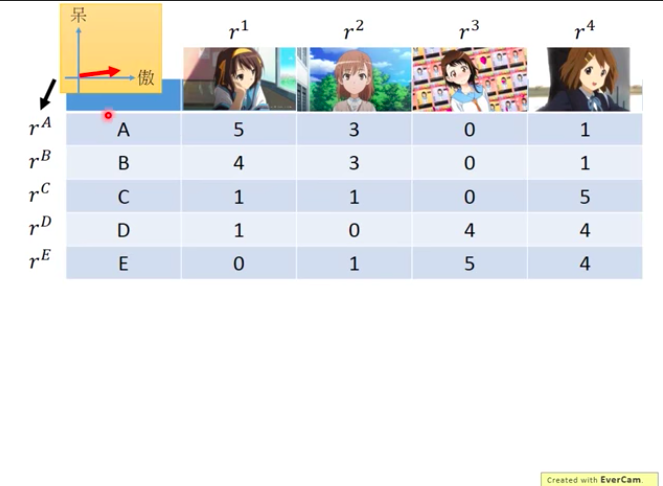 呆
傲
r^1 r^2 r^3 r^4
r^A A 5 3 0 1
r^B B 4 3 0 1
r^C C 1 1 0 5
r^D D 1 0 4 4
r^E E 0 1 5 4
Created with EverCam.